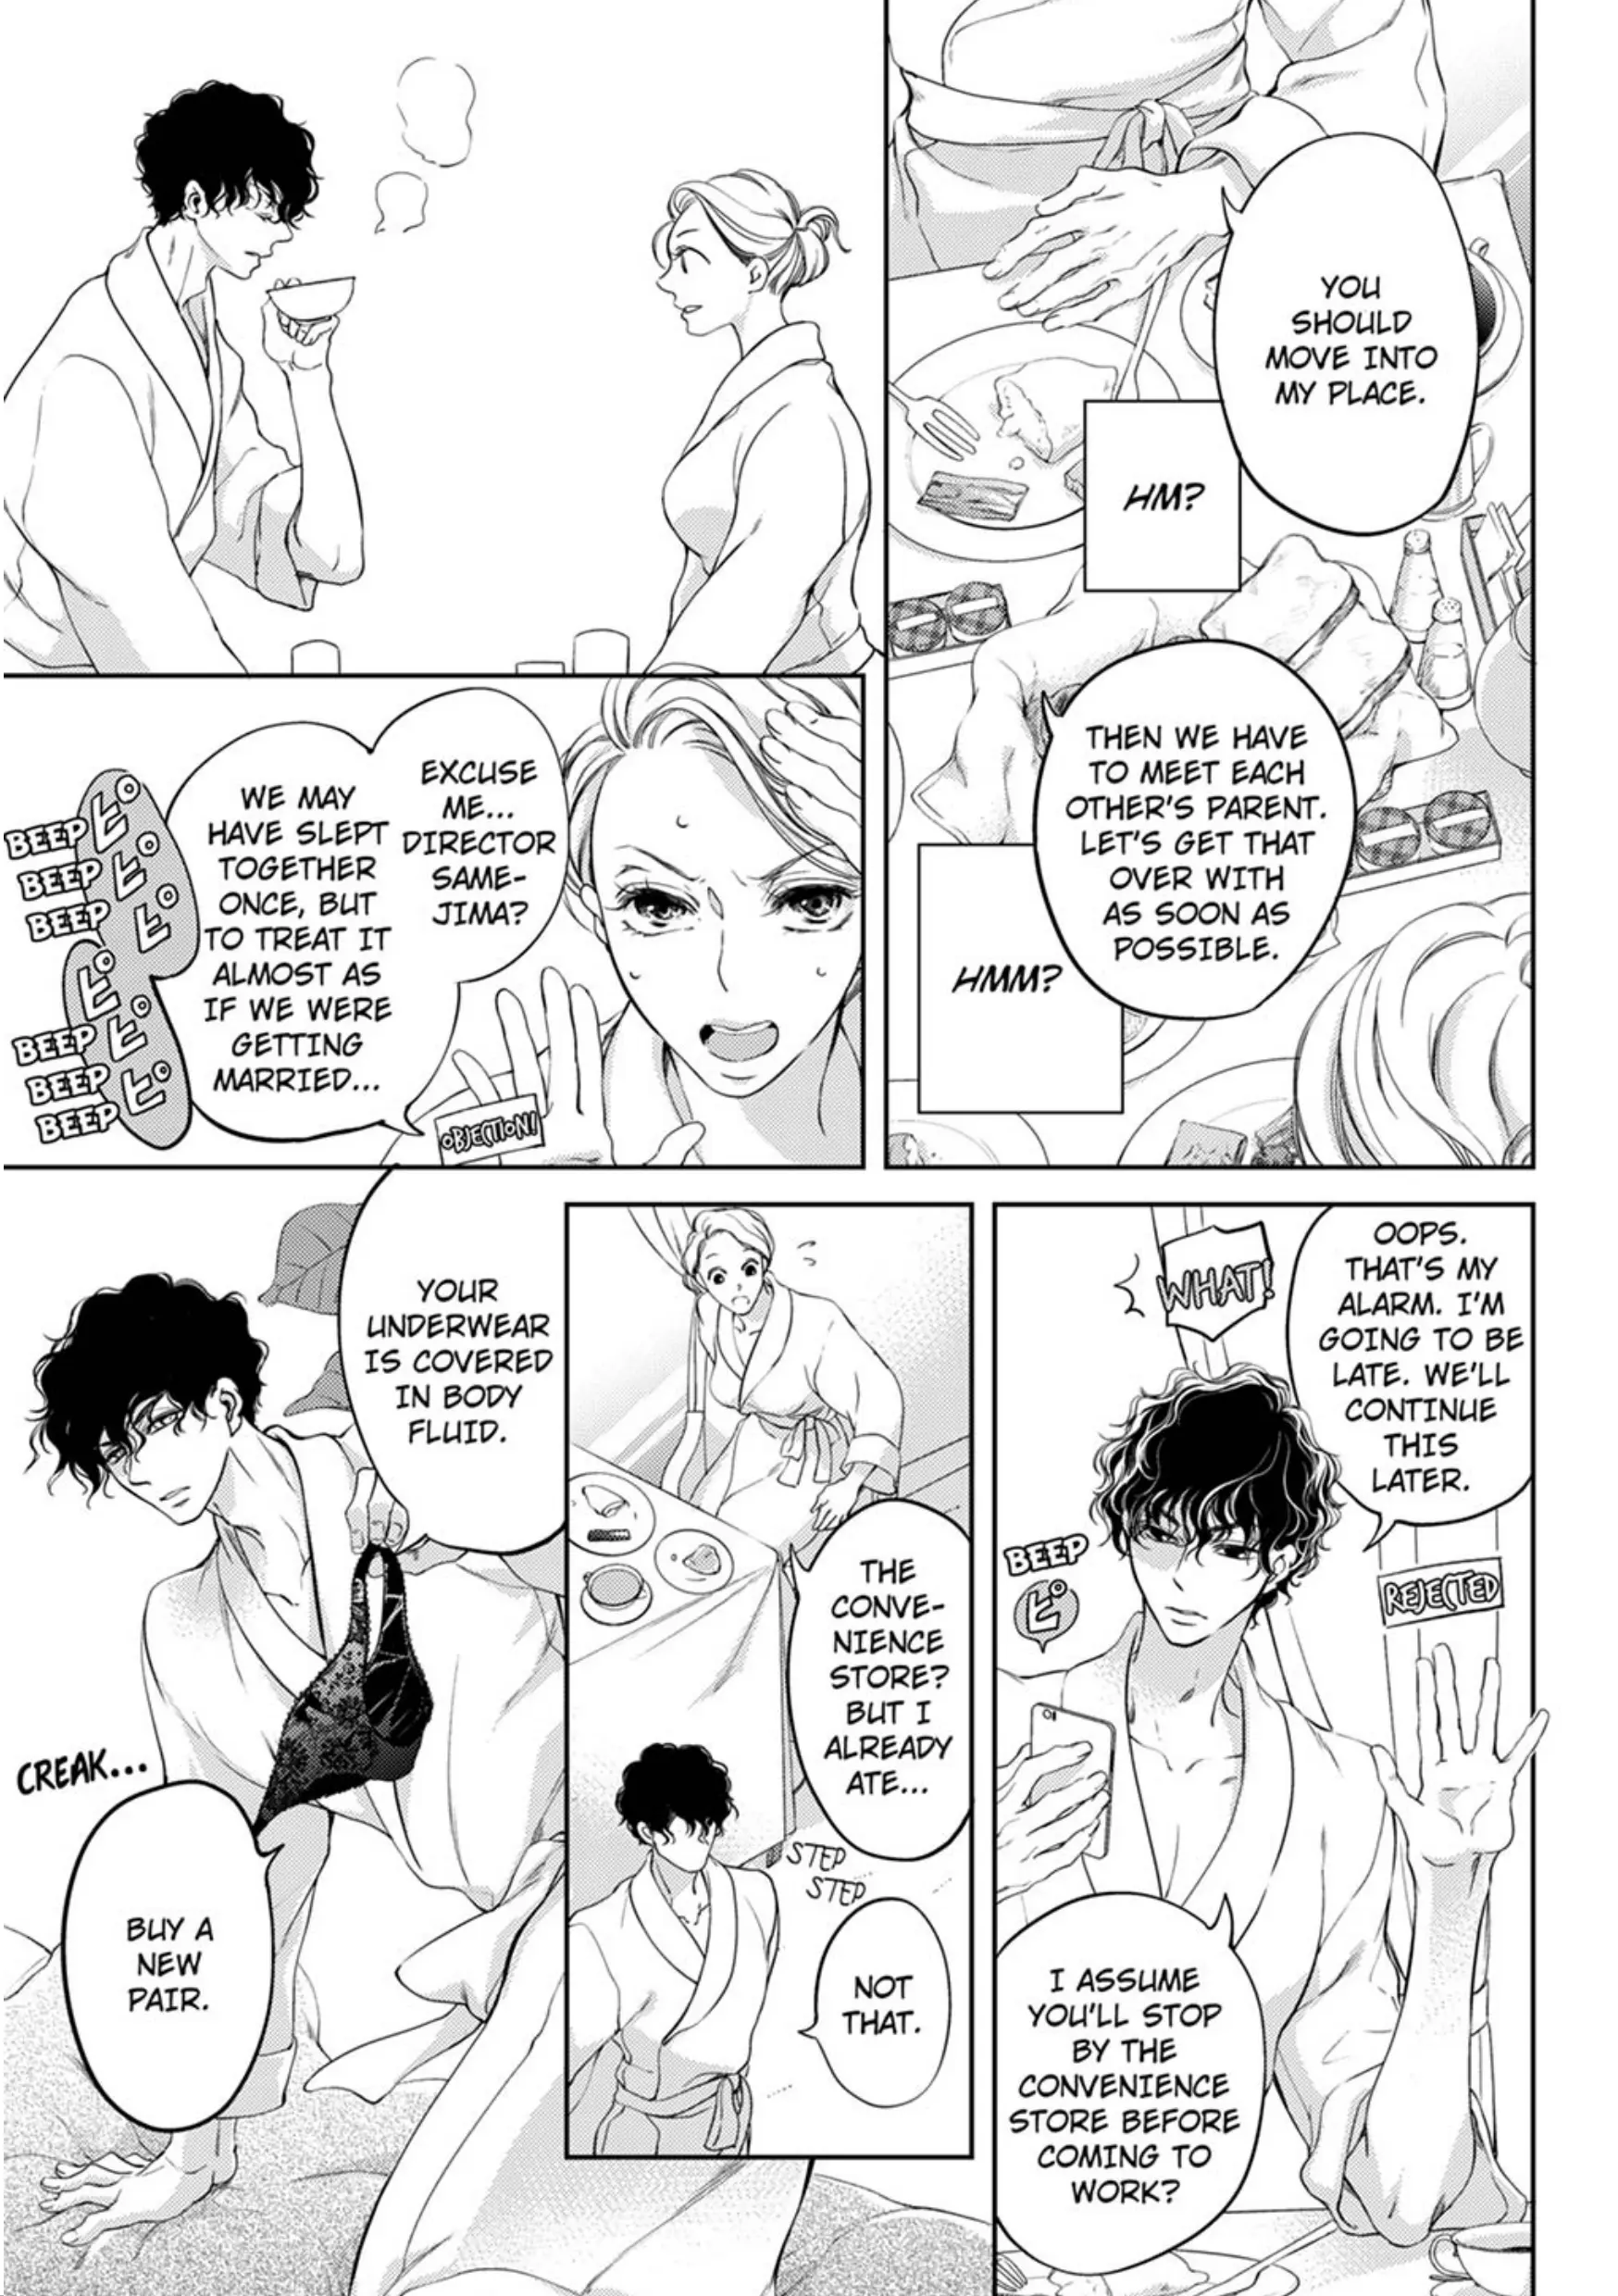 YOU
SHOULD
MOVE INTO
MY PLACE.
HM?
THEN WE HAVE
TO MEET EACH
OTHER'S PARENT.
LET'S GET THAT
OVER WITH
AS SOON AS
POSSIBLE.
HMM?
EXCUSE
ME...
DIRECTOR
SAME-
JIMA?
WE MAY
HAVE SLEPT
TOGETHER
ONCE, BUT
TO TREAT IT
ALMOST AS
IF WE WERE
GETTING
MARRIED...
OBJECTION!
BEEP
BEEP
BEEP
ピピピ
BEEP
BEEP
BEEP
ピピピ
OOPS.
THAT'S MY
ALARM. I'M
GOING TO BE
LATE. WE'LL
CONTINUE
THIS
LATER.
WHAT!
REJECTED
BEEP
ピ
I ASSUME
YOU'LL STOP
BY THE
CONVENIENCE
STORE BEFORE
COMING TO
WORK?
THE
CONVE-
NIENCE
STORE?
BUT I
ALREADY
ATE...
STEP
STEP
NOT
THAT.
YOUR
UNDERWEAR
IS COVERED
IN BODY
FLUID.
CREAK...
BUY A
NEW
PAIR.